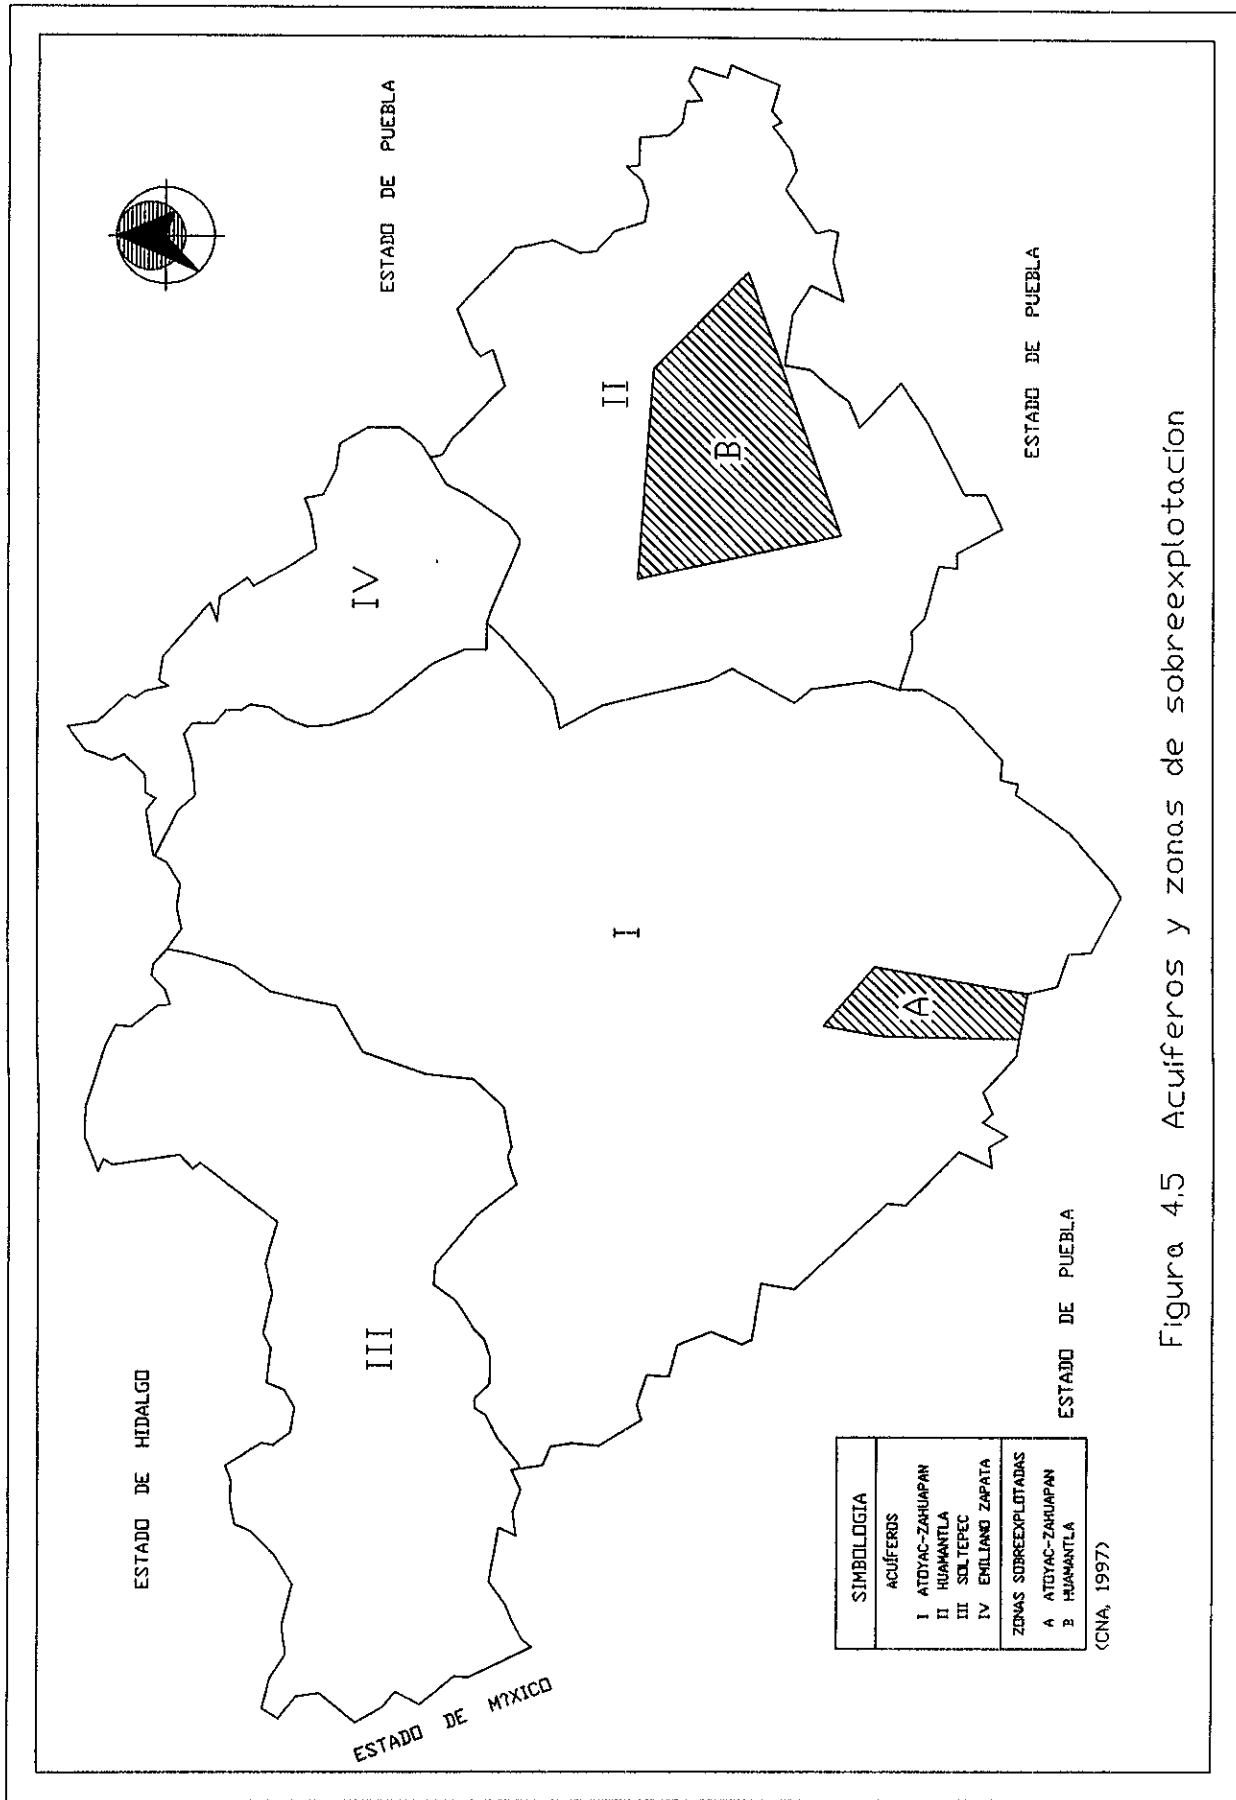 ESTADO DE HIDALGO
ESTADO DE PUEBLA
IV
III
II
B
I
A
ESTADO DE M?XICO
ESTADO DE PUEBLA
ESTADO DE PUEBLA
SIMBOLOGIA
ACUÍFEROS
I ATOYAC-ZAHUAPAN
II HUAMANTLA
III SOLTEPEC
IV EMILIANO ZAPATA
ZONAS SOBREEXPLOTADAS
A ATOYAC-ZAHUAPAN
B HUAMANTLA
(CNA, 1997)
Figura 4.5 Acuíferos y zonas de sobreexplotacíon